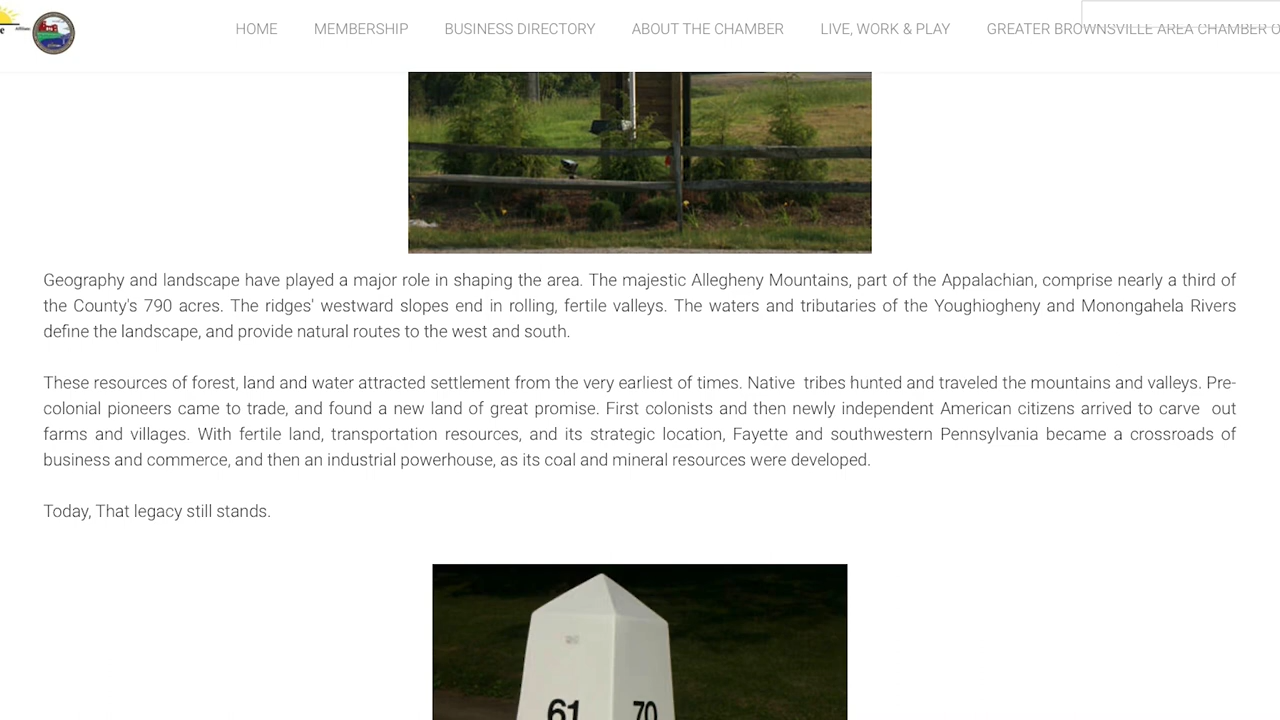 HOME MEMBERSHIP BUSINESS DIRECTORY ABOUT THE CHAMBER LIVE, WORK & PLAY GREATER BROWNSVILLE AREA CHAMBER O
Geography and landscape have played a major role in shaping the area. The majestic Allegheny Mountains, part of the Appalachian, comprise nearly a third of
the County's 790 acres. The ridges' westward slopes end in rolling, fertile valleys. The waters and tributaries of the Youghiogheny and Monongahela Rivers
define the landscape, and provide natural routes to the west and south.
These resources of forest, land and water attracted settlement from the very earliest of times. Native  tribes hunted and traveled the mountains and valleys. Pre-
colonial pioneers came to trade, and found a new land of great promise. First colonists and then newly independent American citizens arrived to carve  out
farms and villages. With fertile land, transportation resources, and its strategic location, Fayette and southwestern Pennsylvania became a crossroads of
business and commerce, and then an industrial powerhouse, as its coal and mineral resources were developed.
Today, That legacy still stands.
61 70